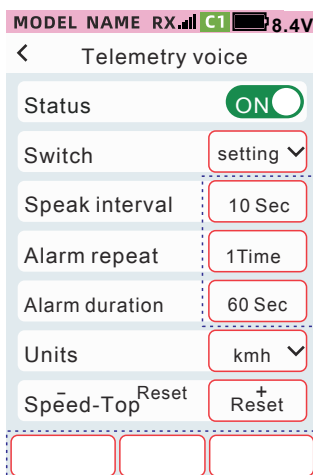 MODEL NAME RX C1 8.4V
< Telemetry voice
Status ON
Switch setting
Speak interval 10 Sec
Alarm repeat 1Time
Alarm duration 60 Sec
Units kmh
Speed-Top Reset + Reset